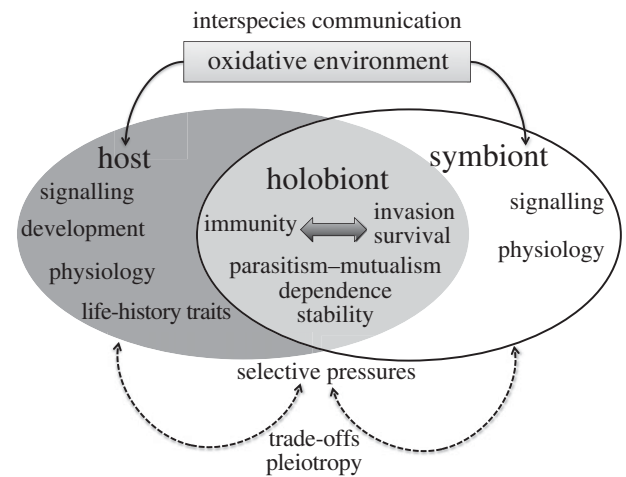 interspecies communication
oxidative environment
host
signalling
development
physiology
life-history traits
holobiont
immunity
invasion
survival
parasitism–mutualism
dependence
stability
symbiont
signalling
physiology
selective pressures
trade-offs
pleiotropy